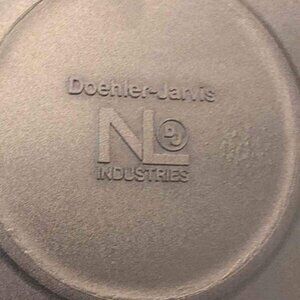 Doehler-Jarvis
NL
DJ
INDUSTRIES